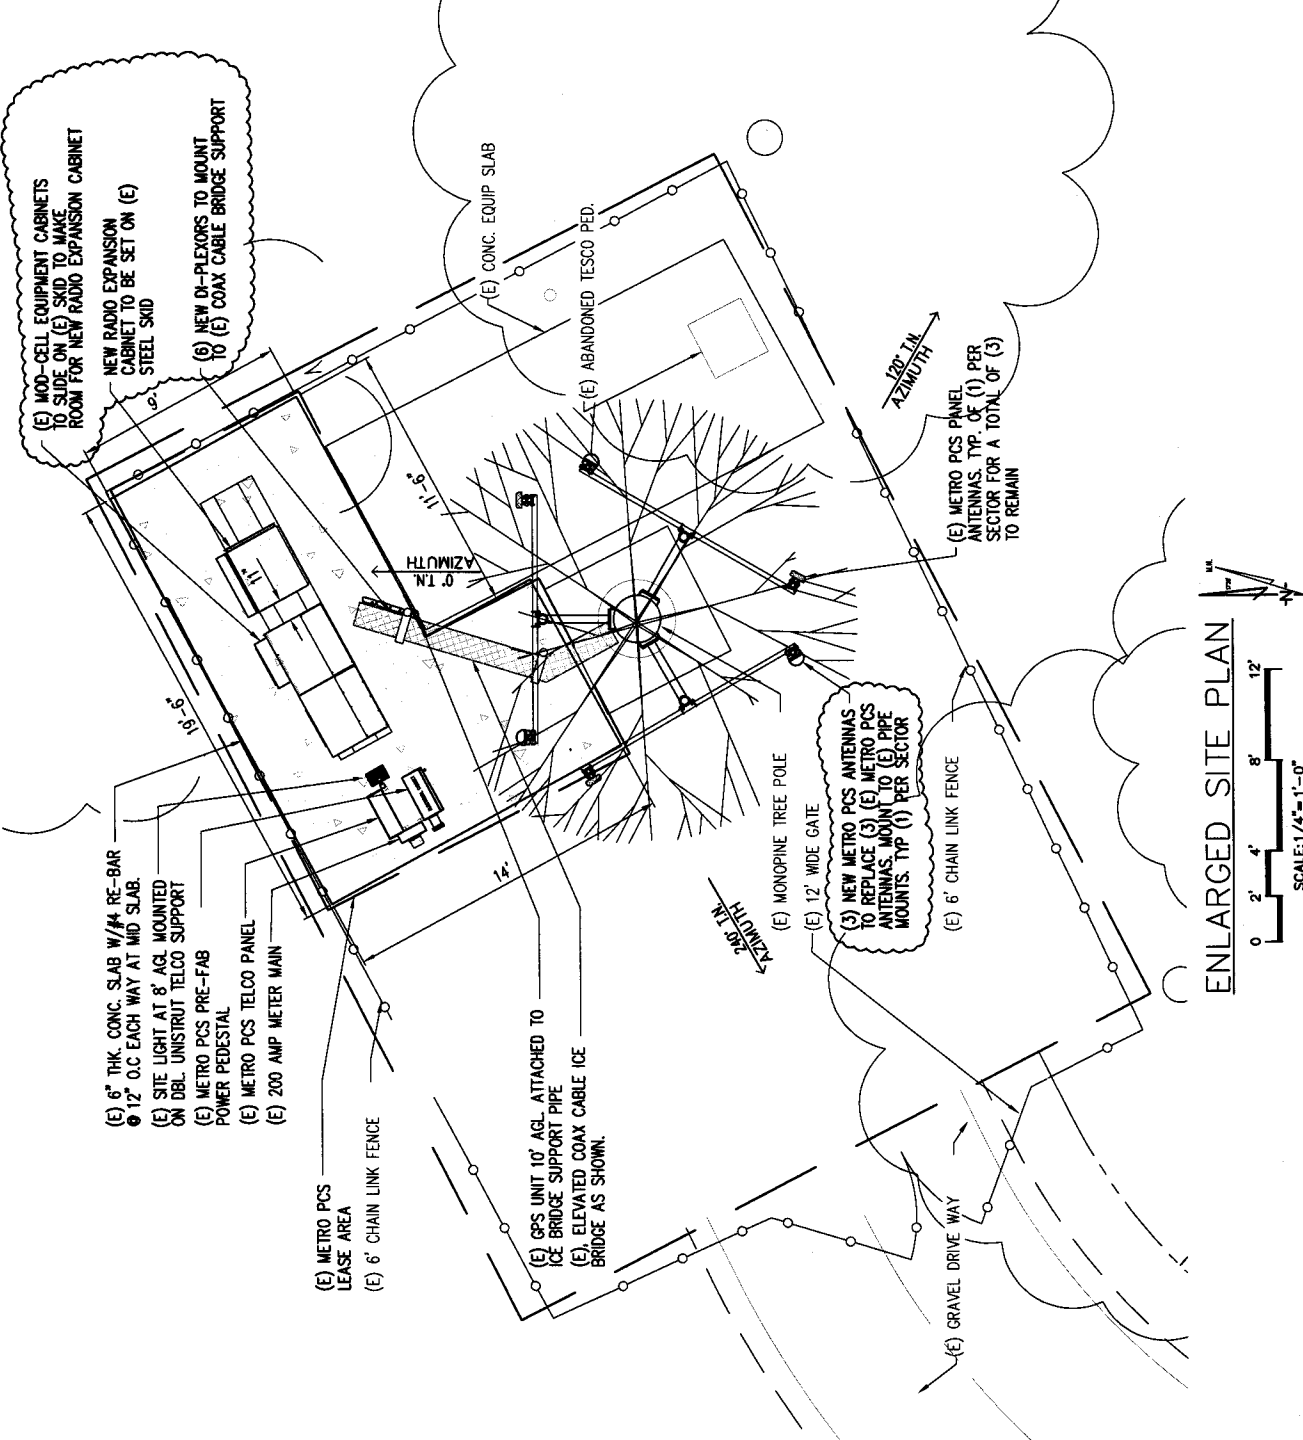 (E) MOD-CELL EQUIPMENT CABINETS
TO SLIDE ON (E) SKID TO MAKE
ROOM FOR NEW RADIO EXPANSION CABINET
NEW RADIO EXPANSION
CABINET TO BE SET ON (E)
STEEL SKID
(6) NEW DI-PLEXORS TO MOUNT
TO (E) COAX CABLE BRIDGE SUPPORT
(E) CONC. EQUIP SLAB
(E) ABANDONED TESCO PED.
9'
11'-6"
11"
19'-6"
14'
0° T.N.
AZIMUTH
120° T.N.
AZIMUTH
240° T.N.
AZIMUTH
(E) METRO PCS PANEL
ANTENNAS. TYP. OF (1) PER
SECTOR FOR A TOTAL OF (3)
TO REMAIN
(E) 6" THK. CONC. SLAB W/#4 RE-BAR
@ 12" O.C EACH WAY AT MID SLAB.
(E) SITE LIGHT AT 8' AGL MOUNTED
ON DBL. UNISTRUT TELCO SUPPORT
(E) METRO PCS PRE-FAB
POWER PEDESTAL
(E) METRO PCS TELCO PANEL
(E) 200 AMP METER MAIN
(E) METRO PCS
LEASE AREA
(E) 6' CHAIN LINK FENCE
(E) GPS UNIT 10' AGL. ATTACHED TO
ICE BRIDGE SUPPORT PIPE
(E), ELEVATED COAX CABLE ICE
BRIDGE AS SHOWN.
(E) MONOPINE TREE POLE
(E) 12' WIDE GATE
(3) NEW METRO PCS ANTENNAS
TO REPLACE (3) (E) METRO PCS
ANTENNAS. MOUNT TO (E) PIPE
MOUNTS. TYP (1) PER SECTOR
(E) 6' CHAIN LINK FENCE
(E) GRAVEL DRIVE WAY
ENLARGED SITE PLAN
0 2' 4' 8' 12'
SCALE:1/4"=1'-0"
N